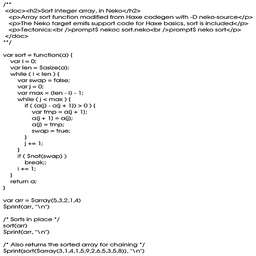 /**
<doc><h2>Sort integer array, in Neko</h2>
<p>Array sort function modified from Haxe codegen with -D neko-source</p>
<p>The Neko target emits support code for Haxe basics, sort is included</p>
<p>Tectonics:<br />prompt$ nekoc sort.neko<br />prompt$ neko sort</p>
</doc>
**/
var sort = function(a) {
var i = 0;
var len = $asize(a);
while ( i < len ) {
var swap = false;
var j = 0;
var max = (len - i) - 1;
while ( j < max ) {
if ( (a[j] - a[j + 1]) > 0 ) {
var tmp = a[j + 1];
a[j + 1] = a[j];
a[j] = tmp;
swap = true;
}
j += 1;
}
if ( $not(swap) )
break;;
i += 1;
}
return a;
}
var arr = $array(5,3,2,1,4)
$print(arr, "\n")
/* Sorts in place */
sort(arr)
$print(arr, "\n")
/* Also returns the sorted array for chaining */
$print(sort($array(3,1,4,1,5,9,2,6,5,3,5,8)), "\n")